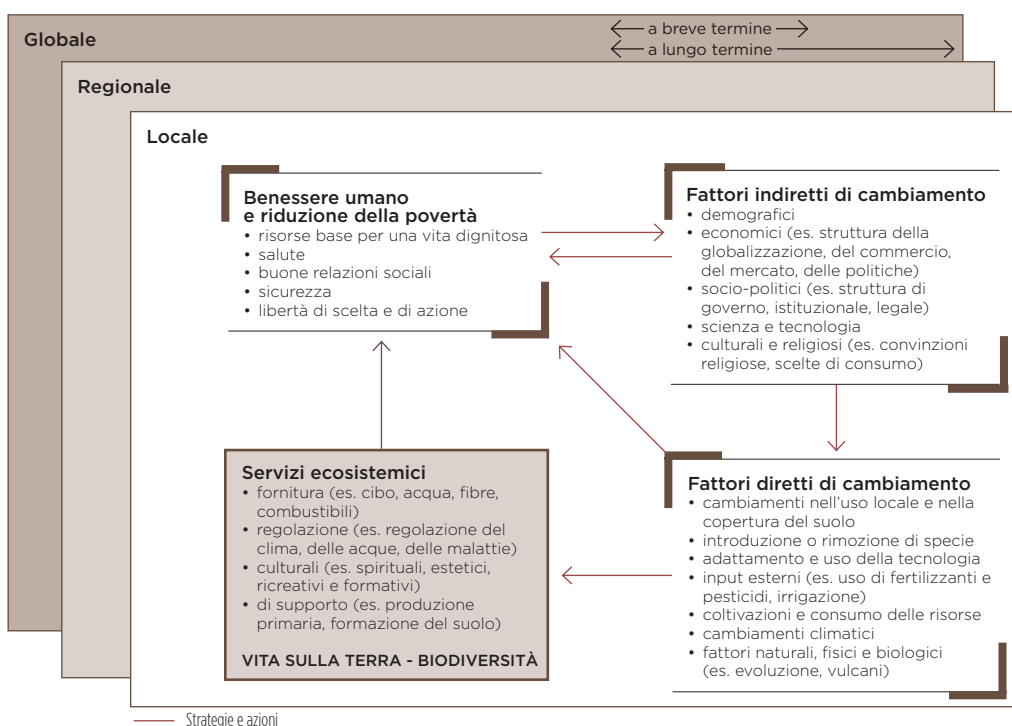 Globale
a breve termine
a lungo termine
Regionale
Locale
Benessere umano
e riduzione della povertà
• risorse base per una vita dignitosa
• salute
• buone relazioni sociali
• sicurezza
• libertà di scelta e di azione
Fattori indiretti di cambiamento
• demografici
• economici (es. struttura della
globalizzazione, del commercio,
del mercato, delle politiche)
• socio-politici (es. struttura di
governo, istituzionale, legale)
• scienza e tecnologia
• culturali e religiosi (es. convinzioni
religiose, scelte di consumo)
Servizi ecosistemici
• fornitura (es. cibo, acqua, fibre,
combustibili)
• regolazione (es. regolazione del
clima, delle acque, delle malattie)
• culturali (es. spirituali, estetici,
ricreativi e formativi)
• di supporto (es. produzione
primaria, formazione del suolo)
VITA SULLA TERRA - BIODIVERSITÀ
Fattori diretti di cambiamento
• cambiamenti nell’uso locale e nella
copertura del suolo
• introduzione o rimozione di specie
• adattamento e uso della tecnologia
• input esterni (es. uso di fertilizzanti e
pesticidi, irrigazione)
• coltivazioni e consumo delle risorse
• cambiamenti climatici
• fattori naturali, fisici e biologici
(es. evoluzione, vulcani)
Strategie e azioni